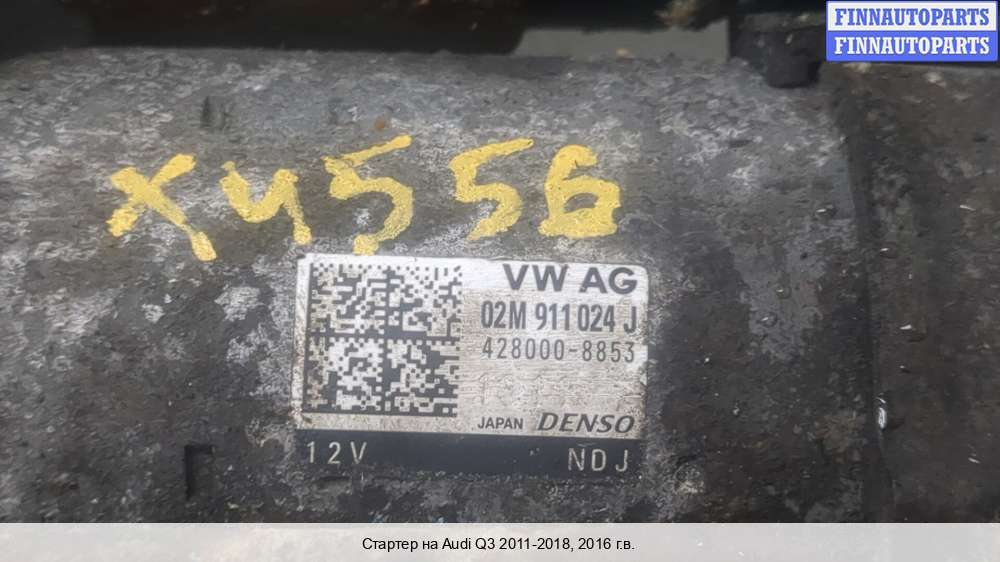 FINNAUTOPARTS
FINNAUTOPARTS
XY556
VW AG
02M 911 024 J
428000-8853
JAPAN DENSO
12V NDJ
Стартер на Audi Q3 2011-2018, 2016 г.в.